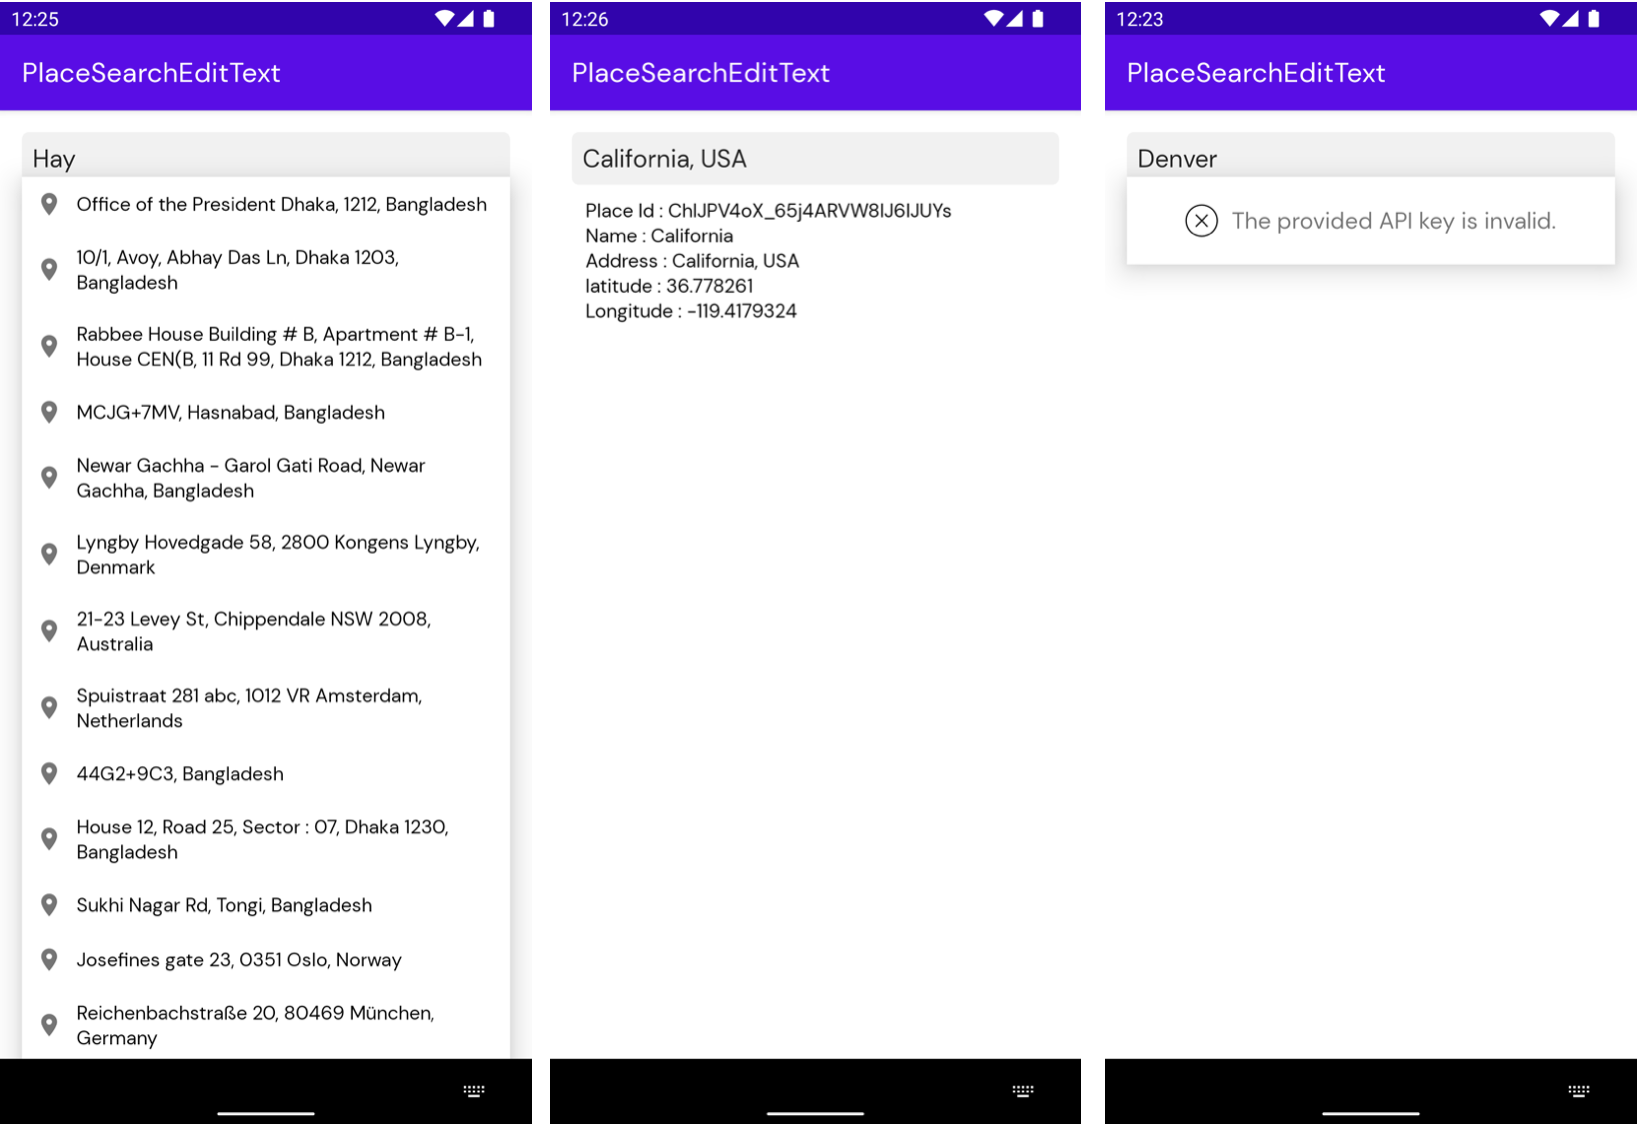 12:25
PlaceSearchEditText
Hay
Office of the President Dhaka, 1212, Bangladesh
10/1, Avoy, Abhay Das Ln, Dhaka 1203,
Bangladesh
Rabbee House Building # B, Apartment # B-1,
House CEN(B, 11 Rd 99, Dhaka 1212, Bangladesh
MCJG+7MV, Hasnabad, Bangladesh
Newar Gachha - Garol Gati Road, Newar
Gachha, Bangladesh
Lyngby Hovedgade 58, 2800 Kongens Lyngby,
Denmark
21-23 Levey St, Chippendale NSW 2008,
Australia
Spuistraat 281 abc, 1012 VR Amsterdam,
Netherlands
44G2+9C3, Bangladesh
House 12, Road 25, Sector : 07, Dhaka 1230,
Bangladesh
Sukhi Nagar Rd, Tongi, Bangladesh
Josefines gate 23, 0351 Oslo, Norway
Reichenbachstraße 20, 80469 München,
Germany
12:26
PlaceSearchEditText
California, USA
Place Id : ChIJPV4oX_65j4ARVW8IJ6IJUYs
Name : California
Address : California, USA
latitude : 36.778261
Longitude : -119.4179324
12:23
PlaceSearchEditText
Denver
The provided API key is invalid.